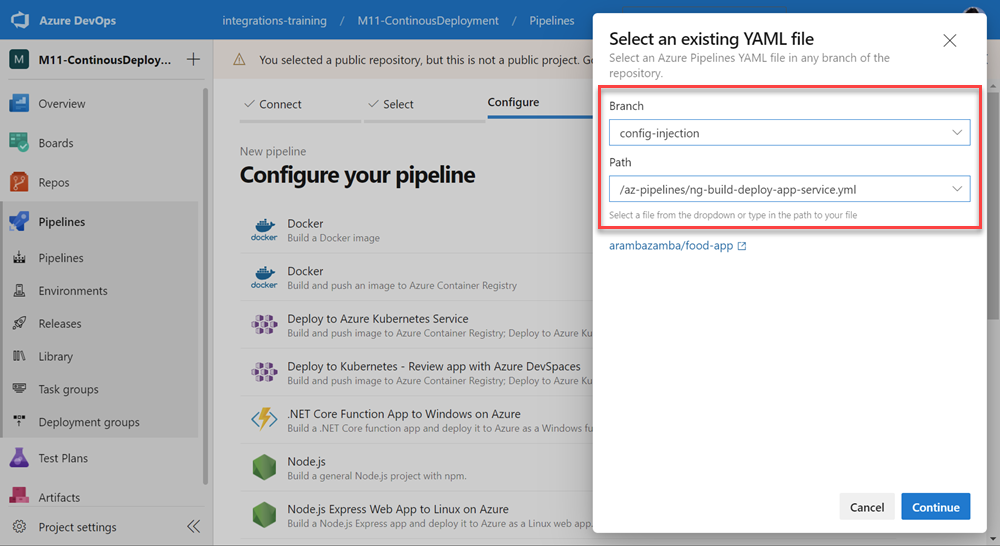 Azure DevOps
integrations-training / M11-ContinousDeployment / Pipelines
M M11-ContinousDeploy... +
Overview
Boards
Repos
Pipelines
Pipelines
Environments
Releases
Library
Task groups
Deployment groups
Test Plans
Artifacts
Project settings
You selected a public repository, but this is not a public project.
Connect
Select
Configure
New pipeline
Configure your pipeline
docker
Docker
Build a Docker image
docker
Docker
Build and push an image to Azure Container Registry
Deploy to Azure Kubernetes Service
Build and push image to Azure Container Registry; Deploy to Azure Ku
Deploy to Kubernetes - Review app with Azure DevSpaces
Build and push image to Azure Container Registry; Deploy to Azure Ku
.NET Core Function App to Windows on Azure
Build a .NET Core function app and deploy it to Azure as a Windows fu
Node.js
Build a general Node.js project with npm.
Node.js Express Web App to Linux on Azure
Build a Node.js Express app and deploy it to Azure as a Linux web app.
Select an existing YAML file
Select an Azure Pipelines YAML file in any branch of the
repository.
Branch
config-injection
Path
/az-pipelines/ng-build-deploy-app-service.yml
Select a file from the dropdown or type in the path to your file
arambazamba/food-app
Cancel
Continue